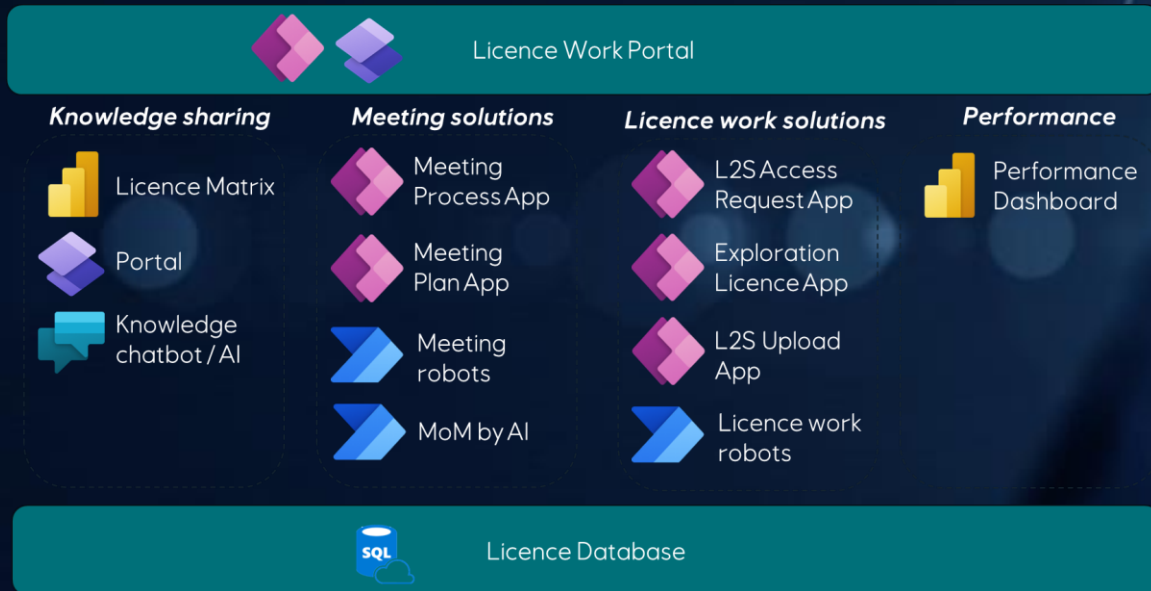 Licence Work Portal
Knowledge sharing
Licence Matrix
Portal
Knowledge
chatbot / AI
Meeting solutions
Meeting
Process App
Meeting
Plan App
Meeting
robots
MoM by AI
Licence work solutions
L2S Access
Request App
Exploration
Licence App
L2S Upload
App
Licence work
robots
Performance
Performance
Dashboard
SQL
Licence Database